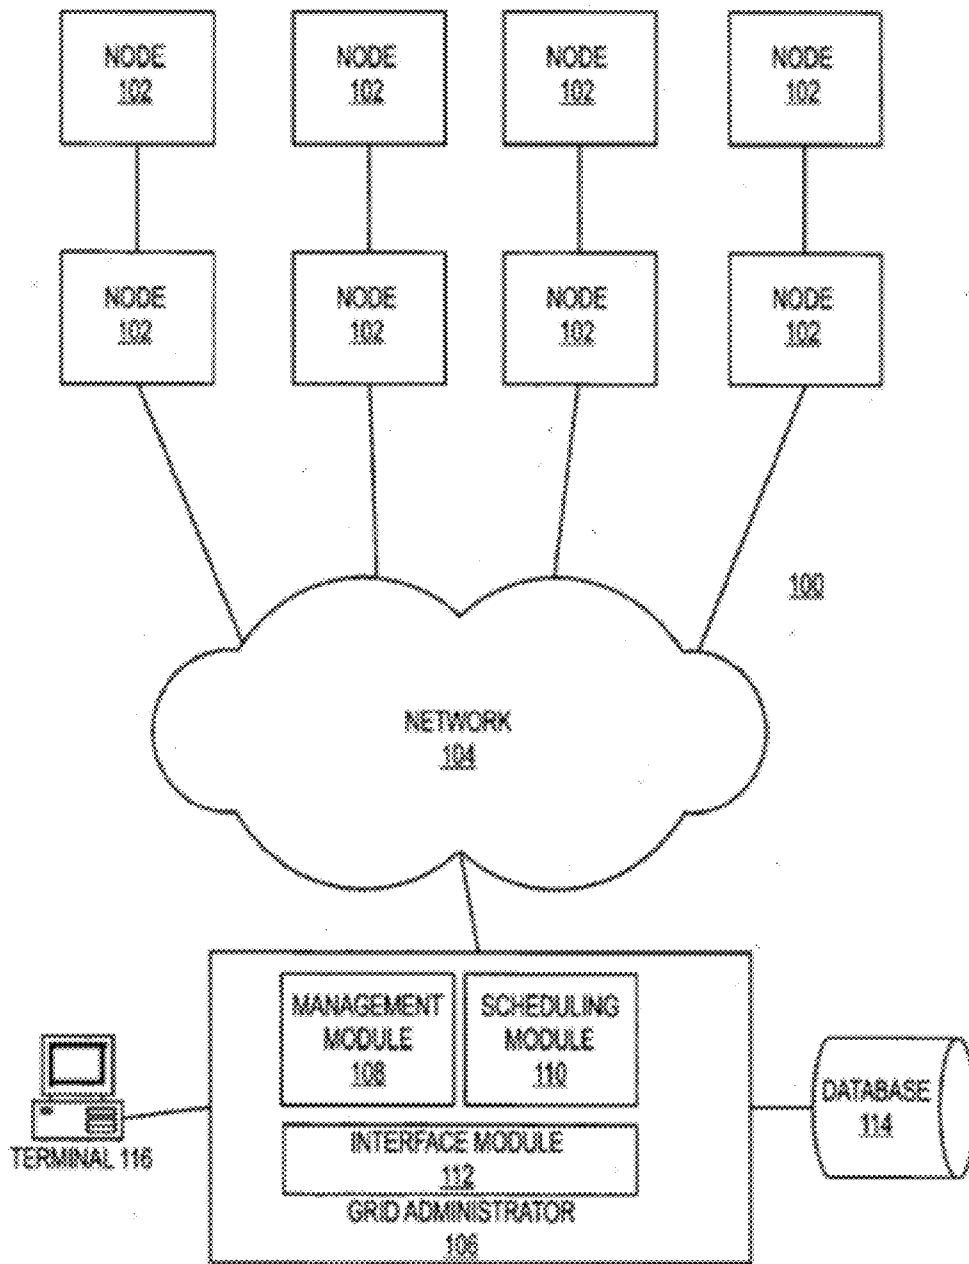 NODE
102
NODE
102
NODE
102
NODE
102
NODE
102
NODE
102
NODE
102
NODE
102
100
NETWORK
104
MANAGEMENT
MODULE
108
SCHEDULING
MODULE
110
INTERFACE MODULE
112
GRID ADMINISTRATOR
106
TERMINAL 116
DATABASE
114